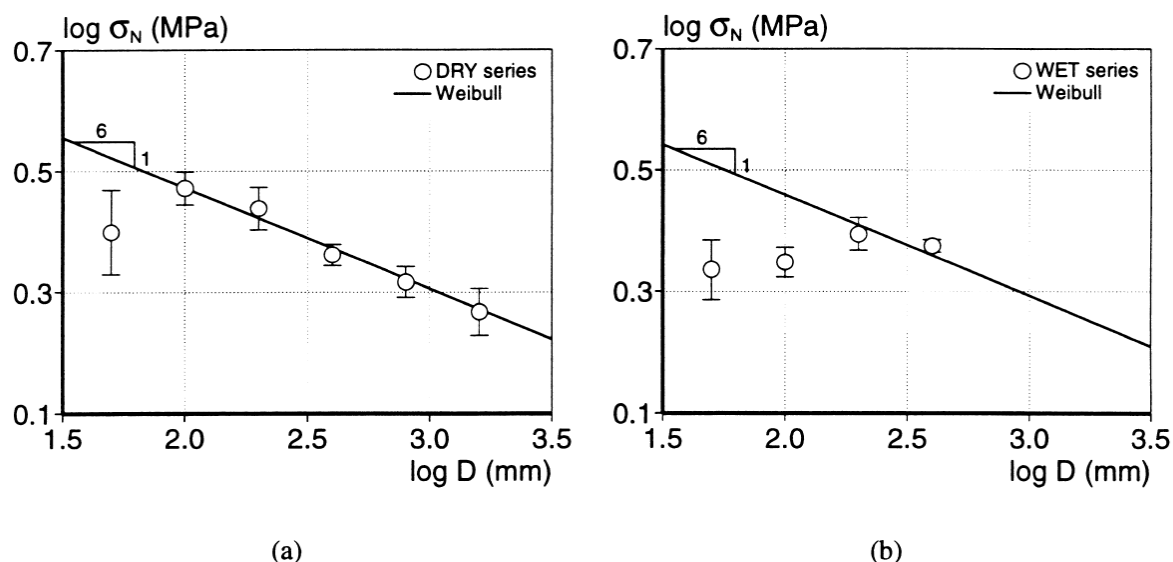 log σN (MPa)
0.7
0.5
0.3
0.1
6
1
DRY series
Weibull
1.5 2.0 2.5 3.0 3.5
log D (mm)
(a)
log σN (MPa)
0.7
0.5
0.3
0.1
6
1
WET series
Weibull
1.5 2.0 2.5 3.0 3.5
log D (mm)
(b)